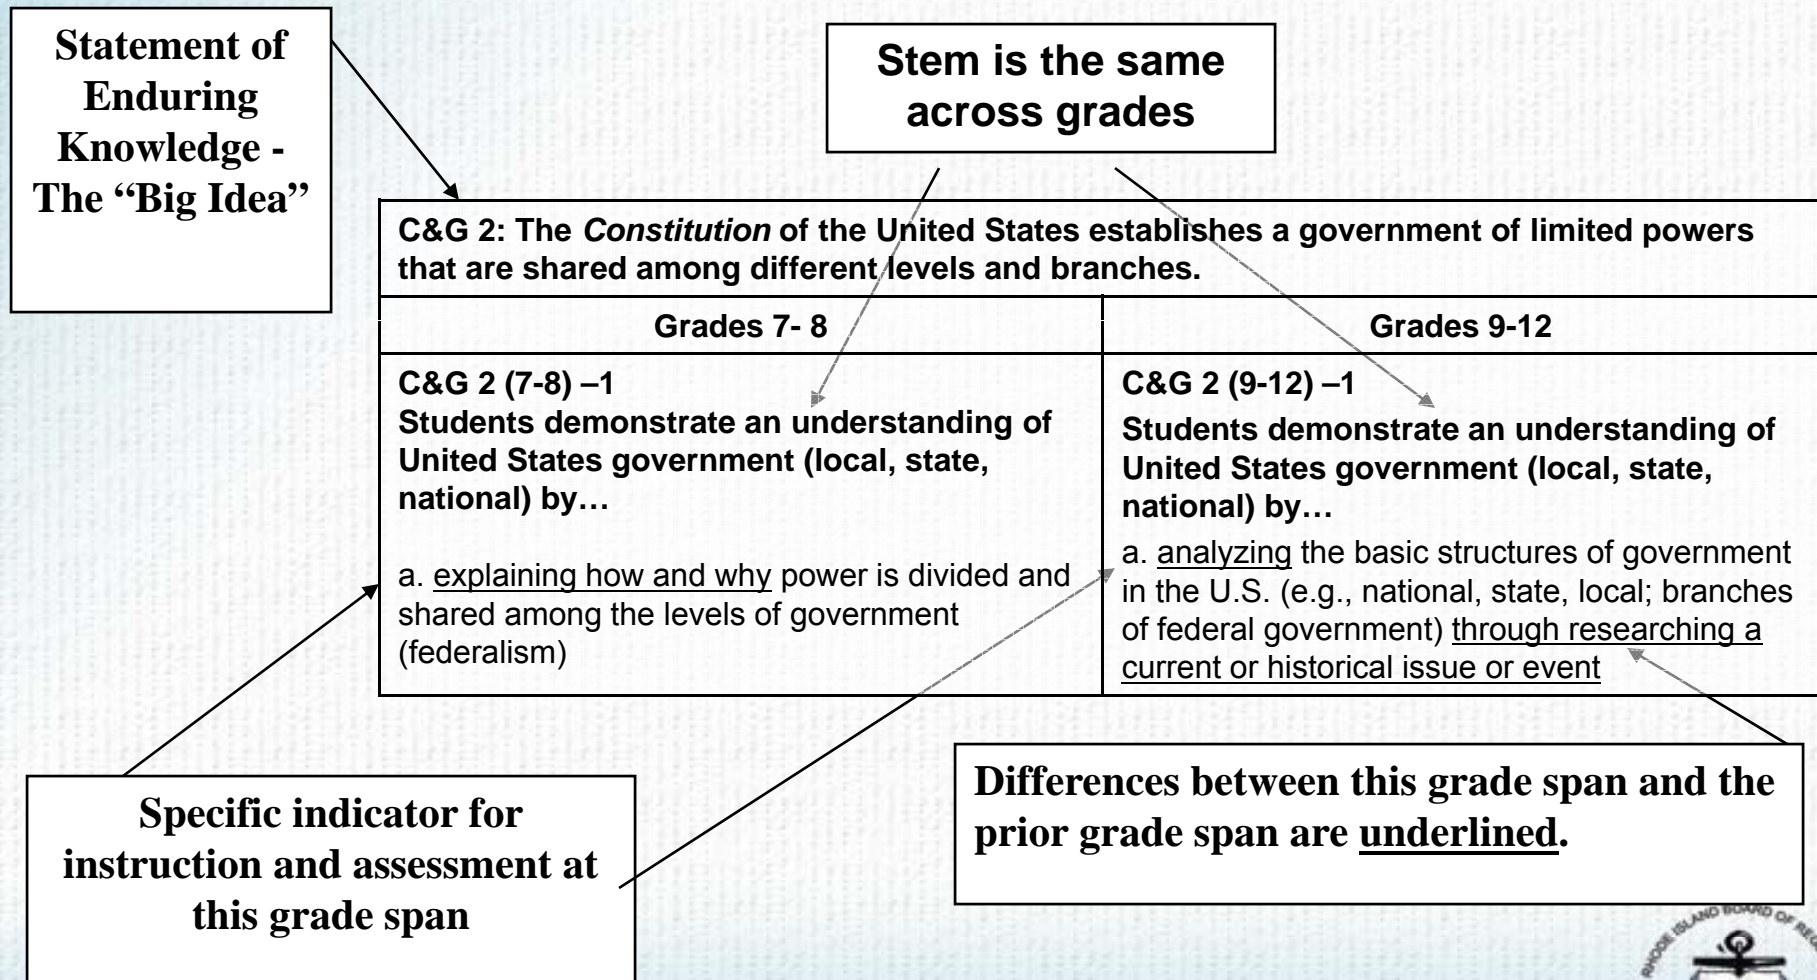 Statement of
Enduring
Knowledge -
The “Big Idea”
Stem is the same
across grades
C&G 2: The Constitution of the United States establishes a government of limited powers
that are shared among different levels and branches.
Grades 7- 8
Grades 9-12
C&G 2 (7-8) –1
Students demonstrate an understanding of
United States government (local, state,
national) by…
a. explaining how and why power is divided and
shared among the levels of government
(federalism)
C&G 2 (9-12) –1
Students demonstrate an understanding of
United States government (local, state,
national) by…
a. analyzing the basic structures of government
in the U.S. (e.g., national, state, local; branches
of federal government) through researching a
current or historical issue or event
Specific indicator for
instruction and assessment at
this grade span
Differences between this grade span and the
prior grade span are underlined.
RHODE ISLAND BOARD OF